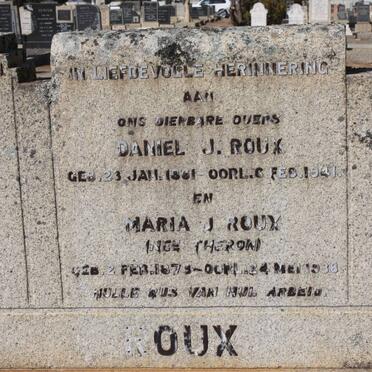 IN LIEFDEVOLLE HERINNERING
AAN
ONS DIERBARE OUERS
DANIEL J. ROUX
GEB. 23 JAN. 1861 - OORL. 6 FEB. 1941
EN
MARIA J ROUX
(NEE THERON)
GEB. 2 FEB. 1873 - OORL. 24 MEI 1938
HULLE RUS VAN HUL ARBEID.
ROUX